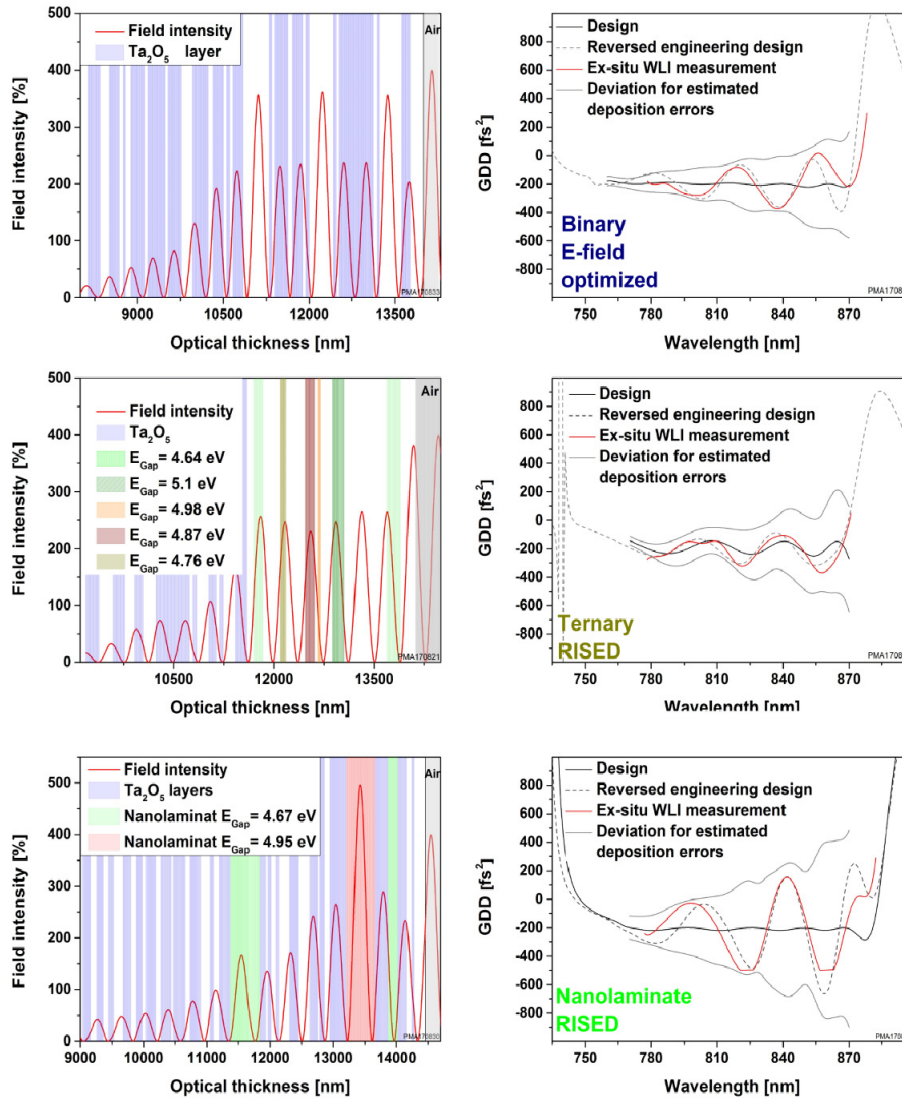 500
400
300
200
100
0
Field intensity [%]
Field intensity
Ta2O5 layer
Air
PMA170833
9000
10500
12000
13500
Optical thickness [nm]
Design
Reversed engineering design
Ex-situ WLI measurement
Deviation for estimated
deposition errors
800
600
400
200
0
-200
-400
-600
-800
GDD [fs2]
Binary
E-field
optimized
PMA1708
750
780
810
840
870
Wavelength [nm]
500
400
300
200
100
0
Field intensity [%]
Air
Field intensity
Ta2O5
EGap= 4.64 eV
EGap= 5.1 eV
EGap= 4.98 eV
EGap= 4.87 eV
EGap= 4.76 eV
PMA170821
10500
12000
13500
Optical thickness [nm]
Design
Reversed engineering design
Ex-situ WLI measurement
Deviation for estimated
deposition errors
800
600
400
200
0
-200
-400
-600
-800
GDD [fs2]
Ternary
RISED
PMA1708
750
780
810
840
870
Wavelength [nm]
500
450
400
350
300
250
200
150
100
50
0
Field intensity [%]
Field intensity
Ta2O5 layers
Nanolaminat EGap= 4.67 eV
Nanolaminat EGap= 4.95 eV
Air
PMA170830
9000
10000
11000
12000
13000
14000
Optical thickness [nm]
Design
Reversed engineering design
Ex-situ WLI measurement
Deviation for estimated
deposition errors
800
600
400
200
0
-200
-400
-600
-800
GDD [fs2]
Nanolaminate
RISED
PMA1708
750
780
810
840
870
Wavelength [nm]